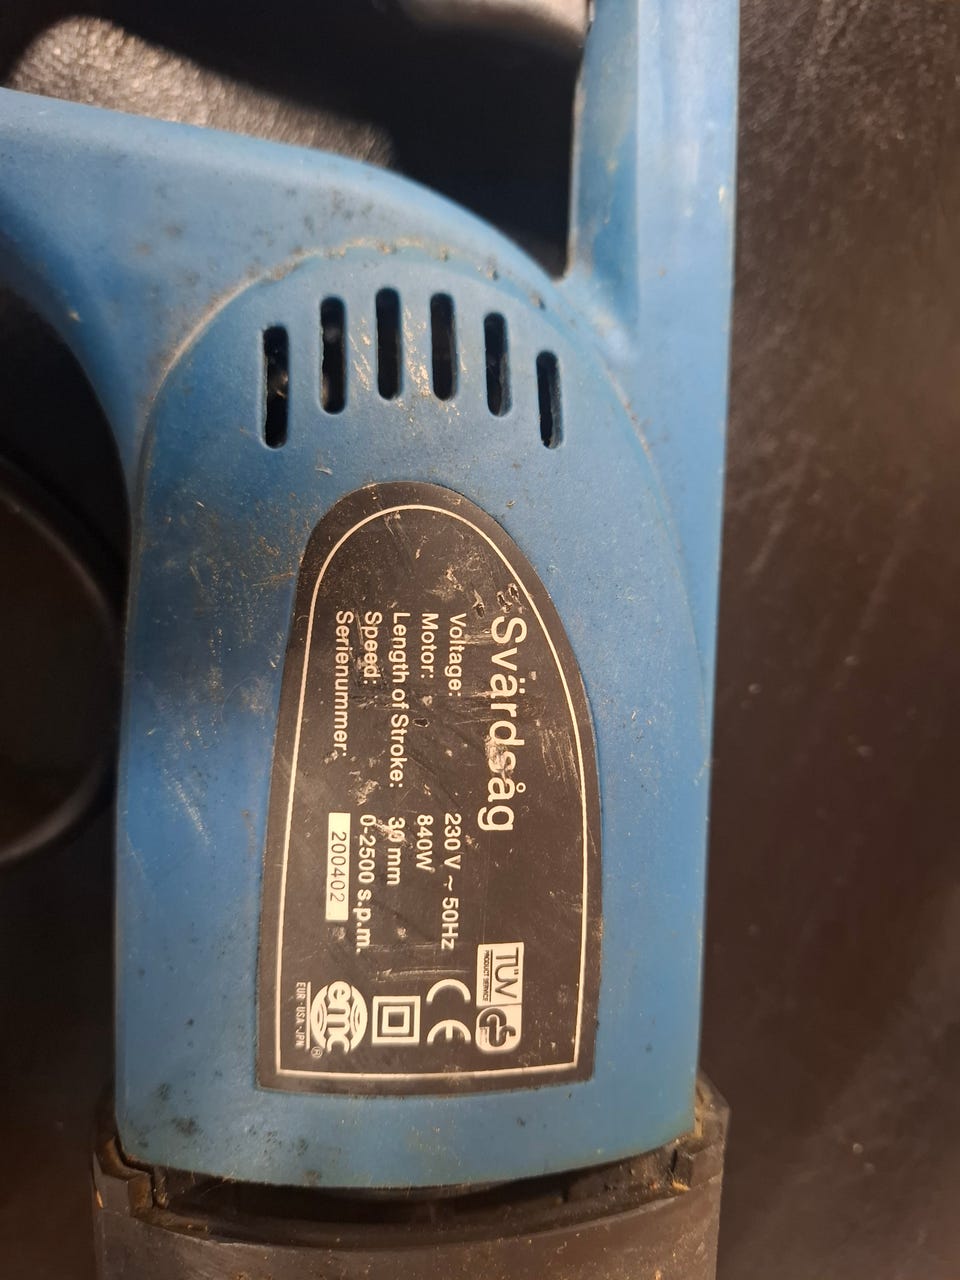 Svärdsåg
Voltage: 230 V ~ 50Hz
Motor: 840W
Length of Stroke: 30 mm
Speed: 0-2500 s.p.m.
Serienummer: 200402
TÜV
PRODUCT SERVICE
GS
CE
emc
®
EUR - USA - JPN